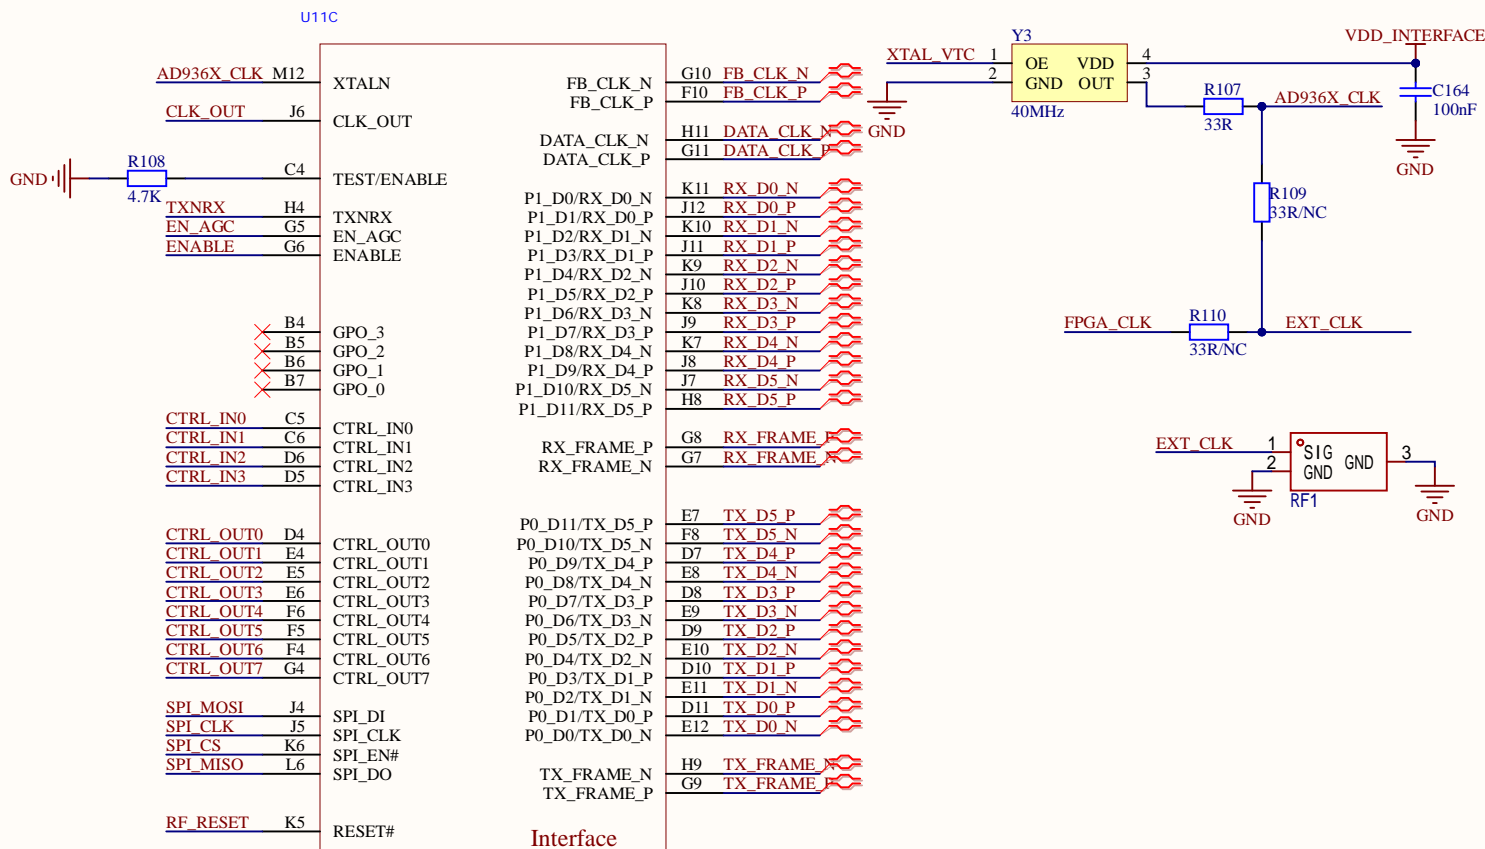 U11C
AD936X_CLK M12 XTALN
CLK_OUT J6 CLK_OUT
GND R108 4.7K C4 TEST/ENABLE
TXNRX H4 TXNRX
EN_AGC G5 EN_AGC
ENABLE G6 ENABLE
B4 GPO_3
B5 GPO_2
B6 GPO_1
B7 GPO_0
CTRL_IN0 C5 CTRL_IN0
CTRL_IN1 C6 CTRL_IN1
CTRL_IN2 D6 CTRL_IN2
CTRL_IN3 D5 CTRL_IN3
CTRL_OUT0 D4 CTRL_OUT0
CTRL_OUT1 E4 CTRL_OUT1
CTRL_OUT2 E5 CTRL_OUT2
CTRL_OUT3 E6 CTRL_OUT3
CTRL_OUT4 F6 CTRL_OUT4
CTRL_OUT5 F5 CTRL_OUT5
CTRL_OUT6 F4 CTRL_OUT6
CTRL_OUT7 G4 CTRL_OUT7
SPI_MOSI J4 SPI_DI
SPI_CLK J5 SPI_CLK
SPI_CS K6 SPI_EN#
SPI_MISO L6 SPI_DO
RF_RESET K5 RESET#
FB_CLK_N G10 FB_CLK_N
FB_CLK_P F10 FB_CLK_P
DATA_CLK_N H11 DATA_CLK_N
DATA_CLK_P G11 DATA_CLK_P
P1_D0/RX_D0_N K11 RX_D0_N
P1_D1/RX_D0_P J12 RX_D0_P
P1_D2/RX_D1_N K10 RX_D1_N
P1_D3/RX_D1_P J11 RX_D1_P
P1_D4/RX_D2_N K9 RX_D2_N
P1_D5/RX_D2_P J10 RX_D2_P
P1_D6/RX_D3_N K8 RX_D3_N
P1_D7/RX_D3_P J9 RX_D3_P
P1_D8/RX_D4_N K7 RX_D4_N
P1_D9/RX_D4_P J8 RX_D4_P
P1_D10/RX_D5_N J7 RX_D5_N
P1_D11/RX_D5_P H8 RX_D5_P
RX_FRAME_P G8 RX_FRAME_P
RX_FRAME_N G7 RX_FRAME_N
P0_D11/TX_D5_P E7 TX_D5_P
P0_D10/TX_D5_N F8 TX_D5_N
P0_D9/TX_D4_P D7 TX_D4_P
P0_D8/TX_D4_N E8 TX_D4_N
P0_D7/TX_D3_P D8 TX_D3_P
P0_D6/TX_D3_N E9 TX_D3_N
P0_D5/TX_D2_P D9 TX_D2_P
P0_D4/TX_D2_N E10 TX_D2_N
P0_D3/TX_D1_P D10 TX_D1_P
P0_D2/TX_D1_N E11 TX_D1_N
P0_D1/TX_D0_P D11 TX_D0_P
P0_D0/TX_D0_N E12 TX_D0_N
TX_FRAME_N H9 TX_FRAME_N
TX_FRAME_P G9 TX_FRAME_P
Interface
Y3
XTAL_VTC 1 OE VDD 4
2 GND OUT 3
40MHz
GND
VDD_INTERFACE
C164
100nF
GND
R107
33R
AD936X_CLK
R109
33R/NC
FPGA_CLK
R110
33R/NC
EXT_CLK
EXT_CLK 1 SIG
2 GND GND 3
RF1
GND
GND